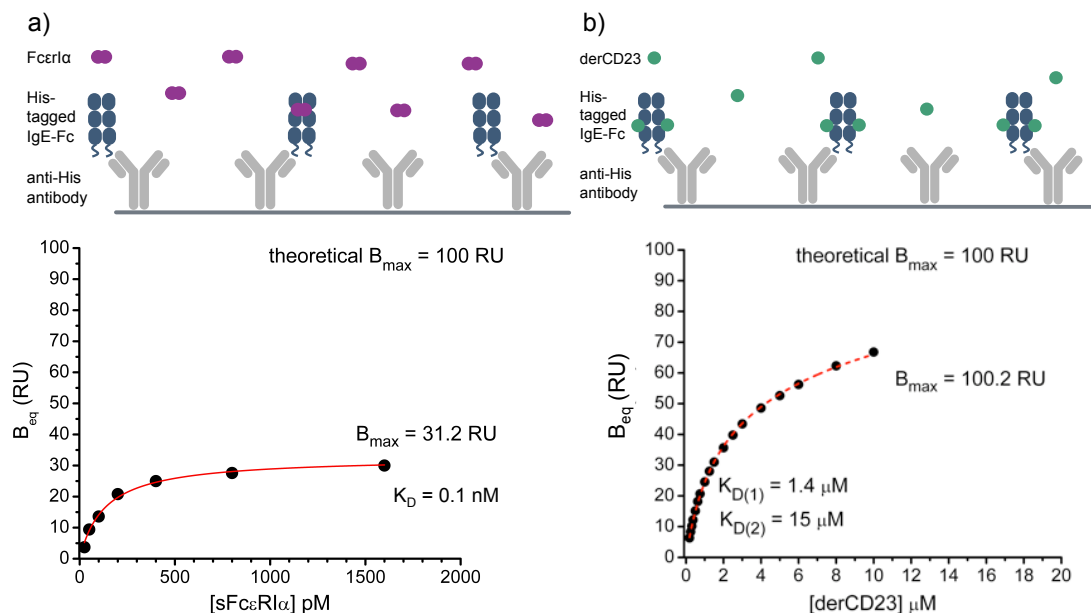 a)
FcεrIα
His-
tagged
IgE-Fc
anti-His
antibody
theoretical Bmax = 100 RU
Bmax = 31.2 RU
KD = 0.1 nM
Beq (RU)
100
90
80
70
60
50
40
30
20
10
0
0 500 1000 1500 2000
[sFcεRIα] pM
b)
derCD23
His-
tagged
IgE-Fc
anti-His
antibody
theoretical Bmax = 100 RU
Bmax = 100.2 RU
KD(1) = 1.4 μM
KD(2) = 15 μM
Beq (RU)
100
90
80
70
60
50
40
30
20
10
0
0 2 4 6 8 10 12 14 16 18 20
[derCD23] μM